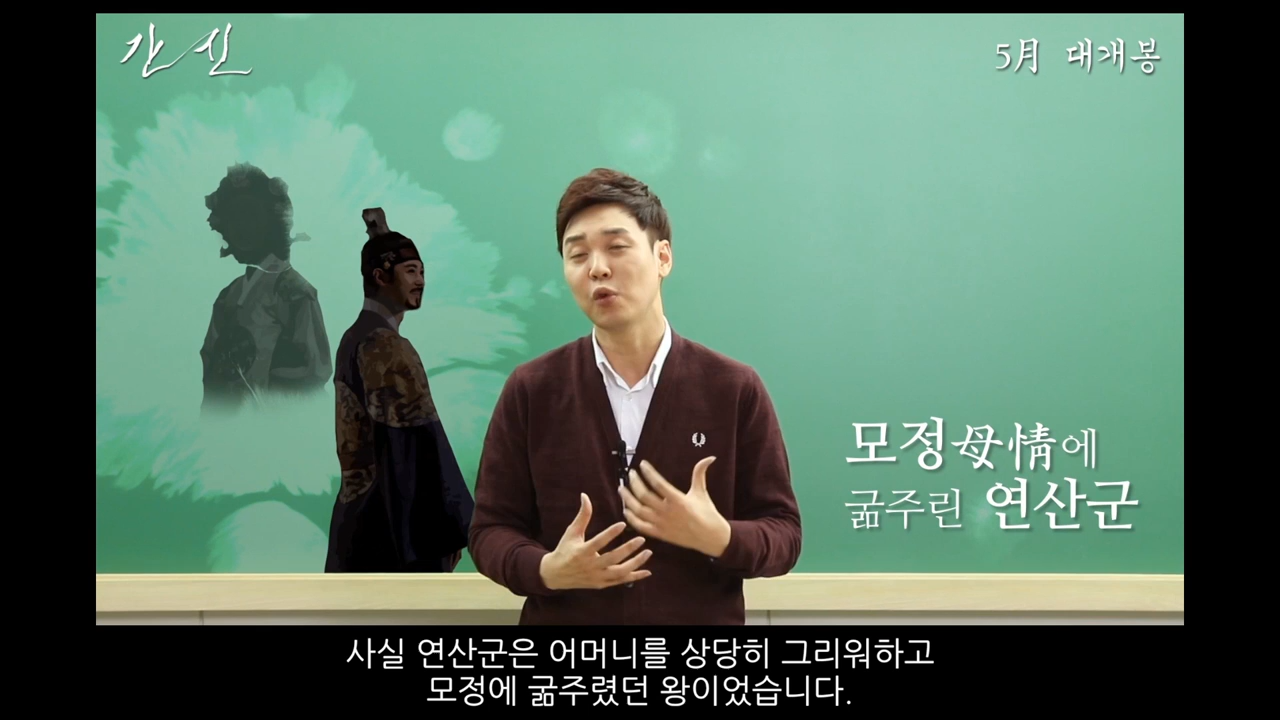 간신
5月 대개봉
모정母情에
굶주린 연산군
사실 연산군은 어머니를 상당히 그리워하고
모정에 굶주렸던 왕이었습니다.